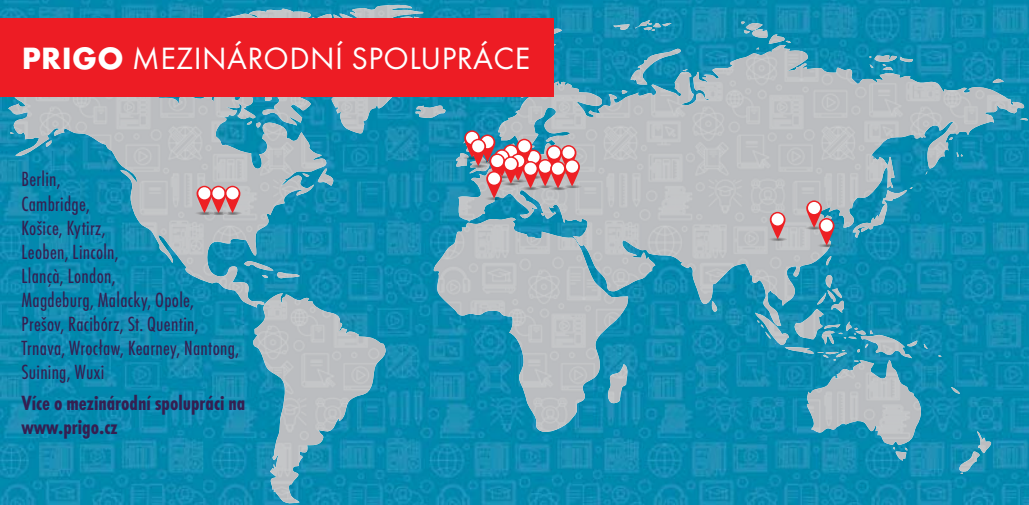 PRIGO MEZINÁRODNÍ SPOLUPRÁCE
Berlin,
Cambridge,
Košice, Kytirz,
Leoben, Lincoln,
Llançà, London,
Magdeburg, Malacky, Opole,
Prešov, Racibórz, St. Quentin,
Trnava, Wrocław, Kearney, Nantong,
Suining, Wuxi
Více o mezinárodní spolupráci na
www.prigo.cz